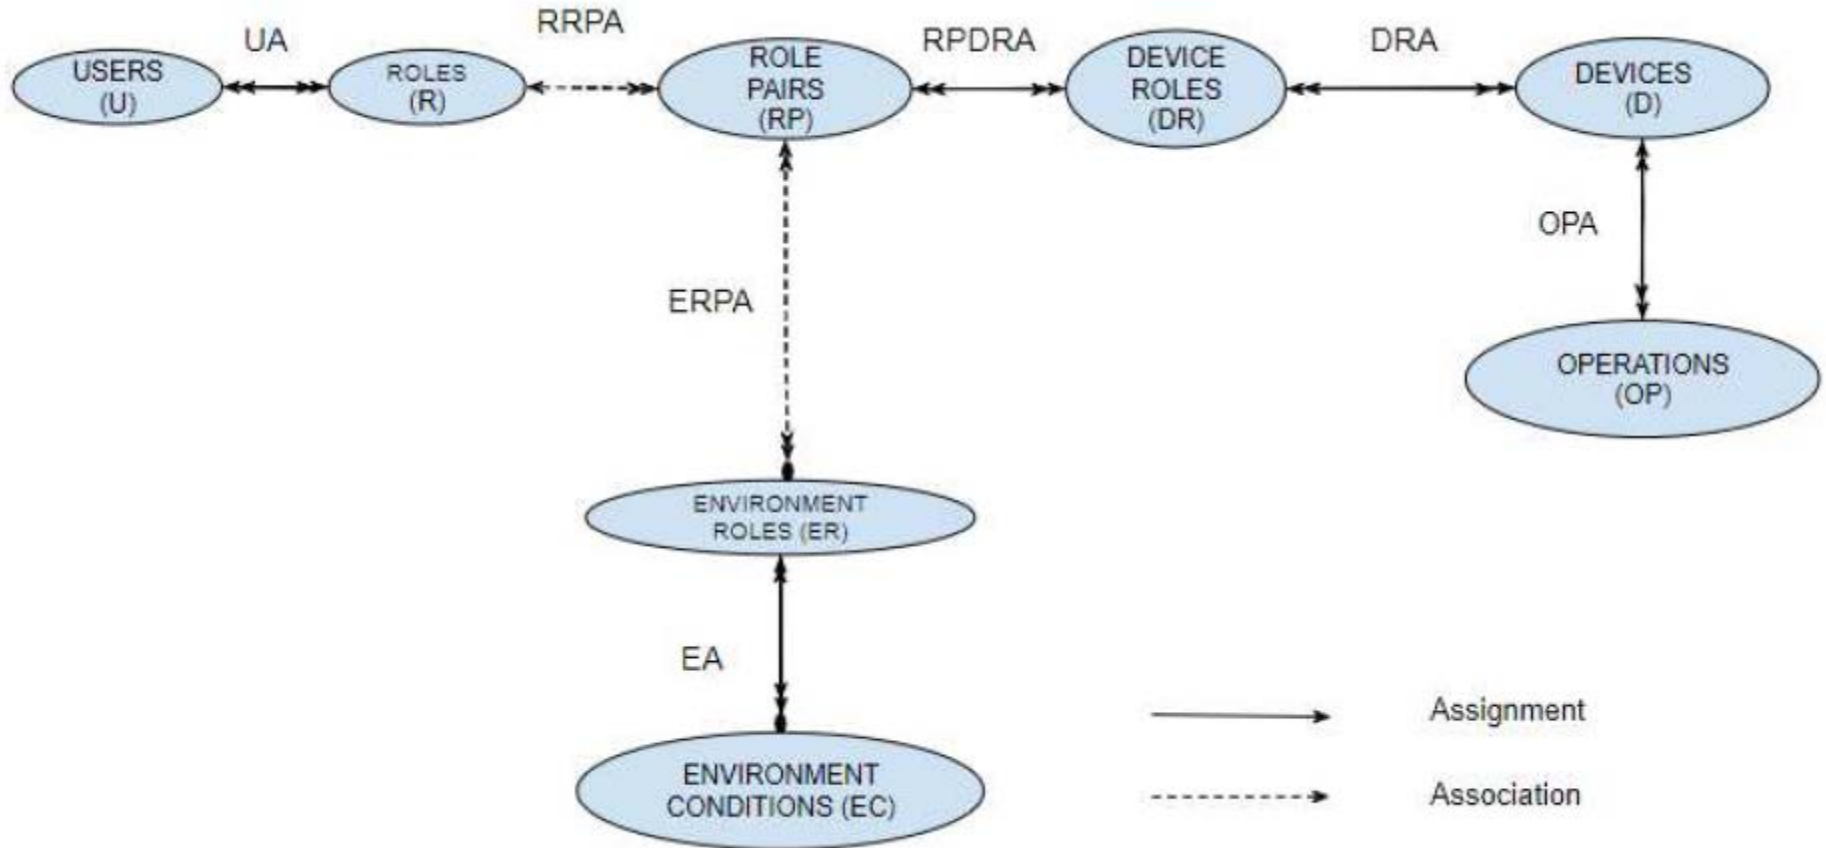 UA
RRPA
RPDRA
DRA
USERS
(U)
ROLES
(R)
ROLE
PAIRS
(RP)
DEVICE
ROLES
(DR)
DEVICES
(D)
OPA
ERPA
OPERATIONS
(OP)
ENVIRONMENT
ROLES (ER)
EA
ENVIRONMENT
CONDITIONS (EC)
Assignment
Association